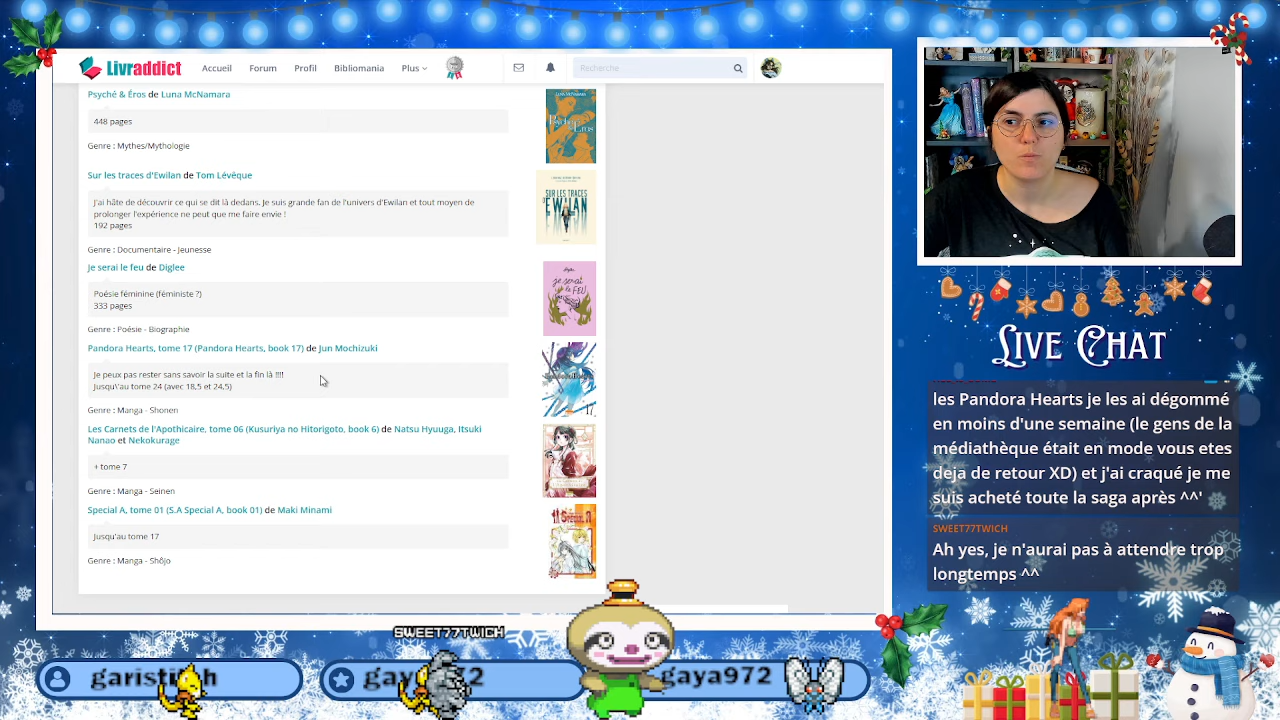 Livraddict
Accueil
Forum
Profil
Bibliomania
Plus
Recherche
Psyché & Éros de Luna McNamara
448 pages
Genre : Mythes/Mythologie
Sur les traces d'Ewilan de Tom Lévêque
J'ai hâte de découvrir ce qui se dit là dedans. Je suis grande fan de l'univers d'Ewilan et tout moyen de
prolonger l'expérience ne peut que me faire envie !
192 pages
SUR LES TRACES
D'EWILAN
Genre : Documentaire - Jeunesse
Je serai le feu de Diglee
Poésie féminine (féministe ?)
333 pages
je serai
le FEU
Genre : Poésie - Biographie
Pandora Hearts, tome 17 (Pandora Hearts, book 17) de Jun Mochizuki
Je peux pas rester sans savoir la suite et la fin là !!!!
Jusqu\'au tome 24 (avec 18,5 et 24,5)
17
Genre : Manga - Shonen
Les Carnets de l'Apothicaire, tome 06 (Kusuriya no Hitorigoto, book 6) de Natsu Hyuuga, Itsuki
Nanao et Nekokurage
+ tome 7
Genre : Manga - Seinen
Special A, tome 01 (S.A Special A, book 01) de Maki Minami
Jusqu'au tome 17
Genre : Manga - Shôjo
LIVE CHAT
les Pandora Hearts je les ai dégommé
en moins d'une semaine (le gens de la
médiathèque était en mode vous etes
deja de retour XD) et j'ai craqué je me
suis acheté toute la saga après ^^'
SWEET77TWICH
Ah yes, je n'aurai pas à attendre trop
longtemps ^^
SWEET77TWICH
gaya972